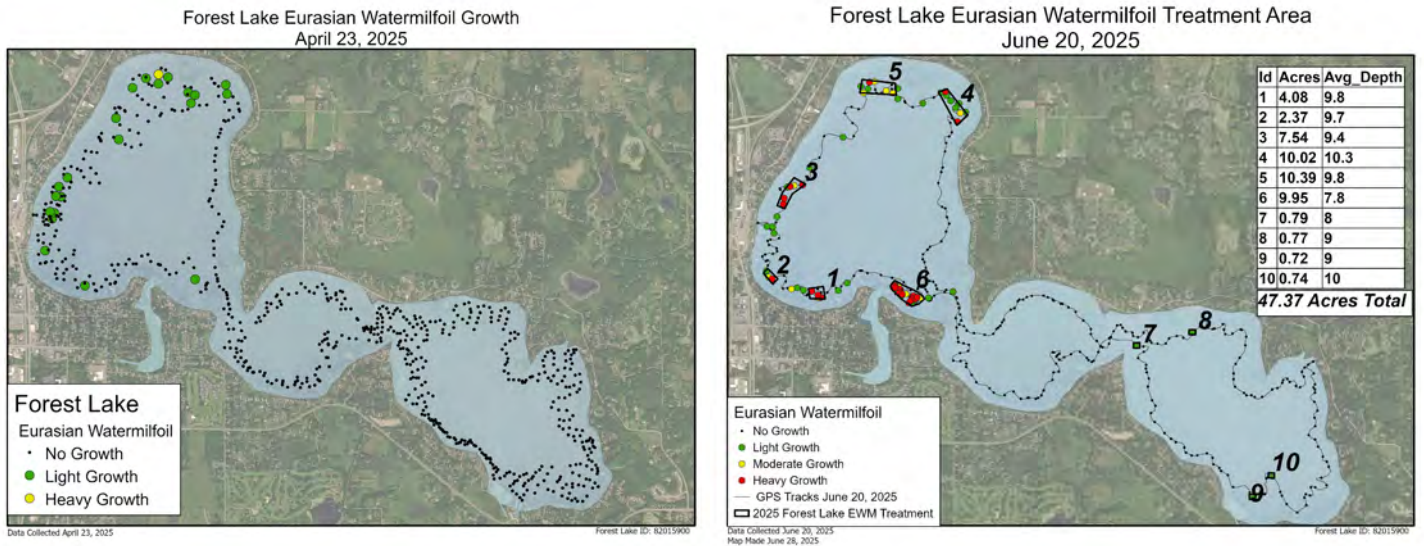 Forest Lake Eurasian Watermilfoil Growth
April 23, 2025
Forest Lake
Eurasian Watermilfoil
No Growth
Light Growth
Heavy Growth
Data Collected April 23, 2025
Forest Lake ID: 82015900
Forest Lake Eurasian Watermilfoil Treatment Area
June 20, 2025
Id Acres Avg_Depth
1 4.08 9.8
2 2.37 9.7
3 7.54 9.4
4 10.02 10.3
5 10.39 9.8
6 9.95 7.8
7 0.79 8
8 0.77 9
9 0.72 9
10 0.74 10
47.37 Acres Total
5
4
3
2
1
6
7
8
10
9
Eurasian Watermilfoil
No Growth
Light Growth
Moderate Growth
Heavy Growth
GPS Tracks June 20, 2025
2025 Forest Lake EWM Treatment
Data Collected June 20, 2025
Map Made June 28, 2025
Forest Lake ID: 82015900